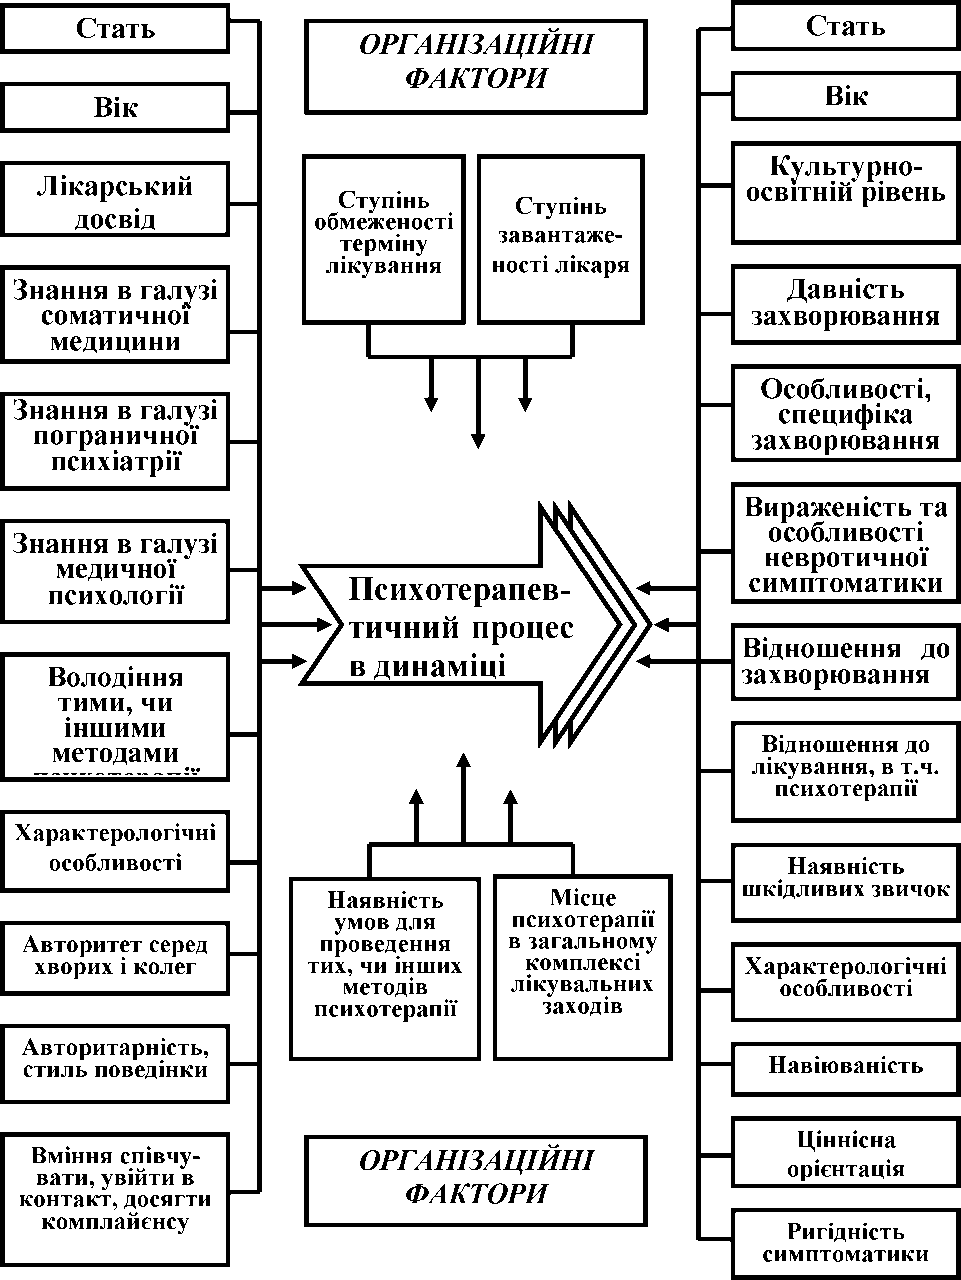 Стать
Вік
Лікарський
досвід
Знання в галузі
соматичної
медицини
Знання в галузі
пограничної
психіатрії
Знання в галузі
медичної
психології
Володіння
тими, чи
іншими
методами
психотерапії
Характерологічні
особливості
Авторитет серед
хворих і колег
Авторитарність,
стиль поведінки
Вміння співчу-
вати, увійти в
контакт, досягти
комплайєнсу
ОРГАНІЗАЦІЙНІ
ФАКТОРИ
Ступінь
обмеженості
терміну
лікування
Ступінь
завантаже-
ності лікаря
Психотерапев-
тичний процес
в динаміці
Наявність
умов для
проведення
тих, чи інших
методів
психотерапії
Місце
психотерапії
в загальному
комплексі
лікувальних
заходів
ОРГАНІЗАЦІЙНІ
ФАКТОРИ
Стать
Вік
Культурно-
освітній рівень
Давність
захворювання
Особливості,
специфіка
захворювання
Вираженість та
особливості
невротичної
симптоматики
Відношення до
захворювання
Відношення до
лікування, в т.ч.
психотерапії
Наявність
шкідливих звичок
Характерологічні
особливості
Навіюваність
Ціннісна
орієнтація
Ригідність
симптоматики